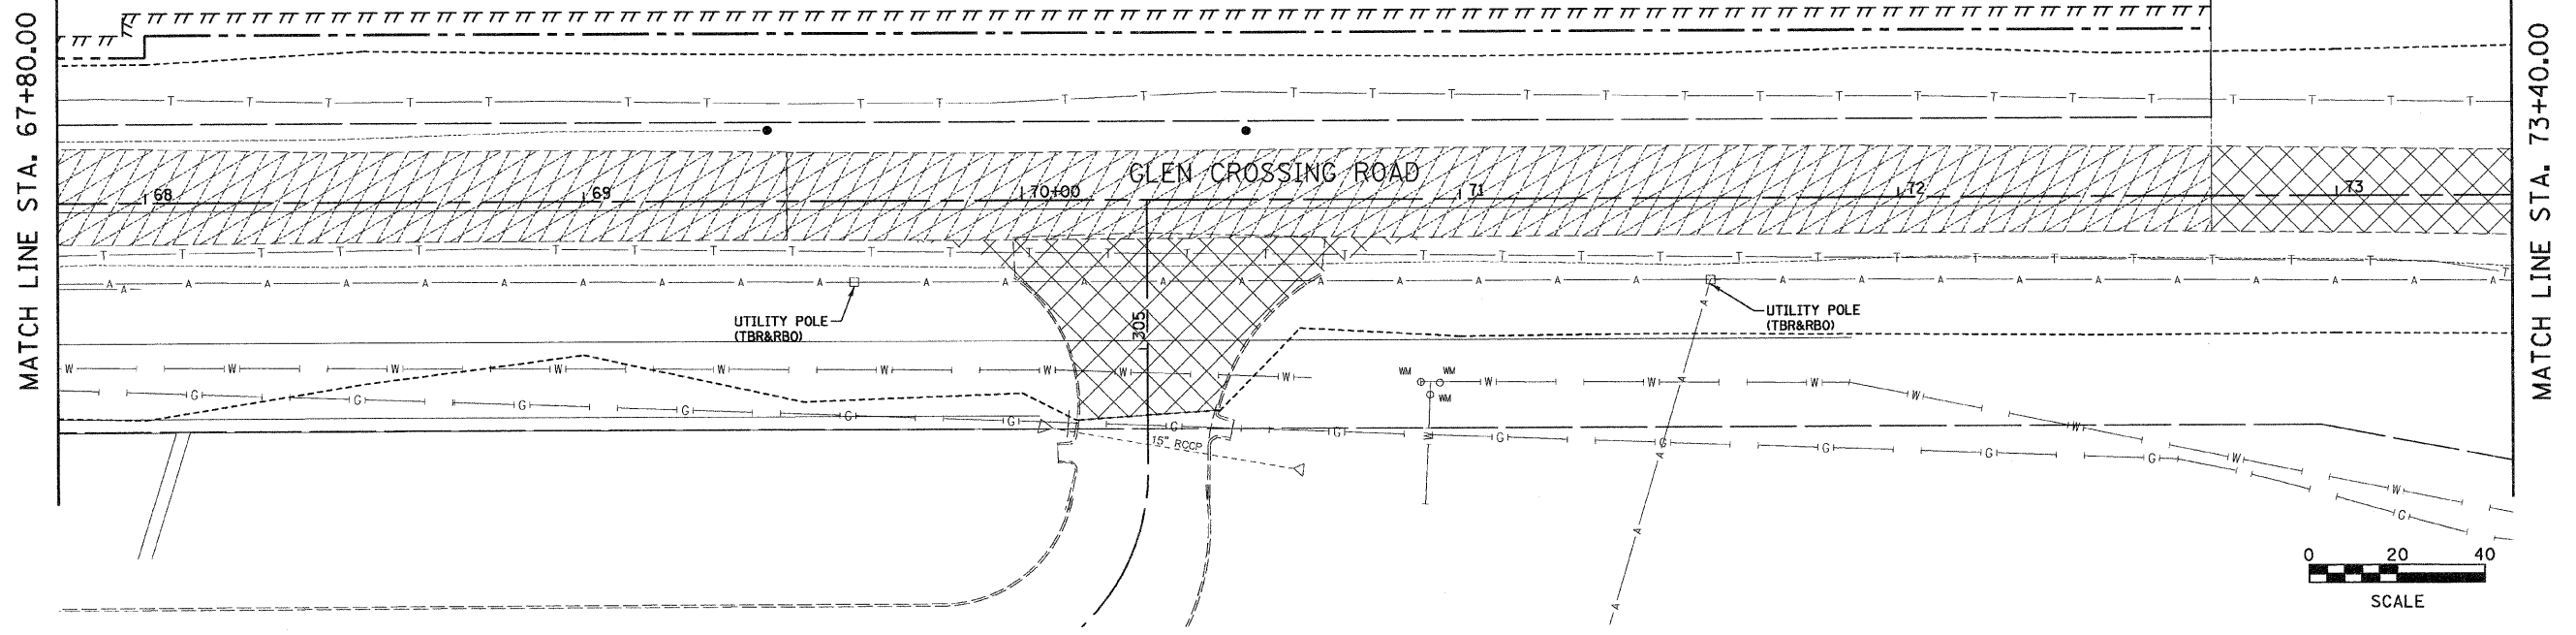 MATCH LINE STA. 67+80.00
MATCH LINE STA. 73+40.00
GLEN CROSSING ROAD
68
69
70+00
71
72
73
305
UTILITY POLE
(TBR&RBO)
UTILITY POLE
(TBR&RBO)
WM
WM
WM
15" RCCP
0 20 40
SCALE